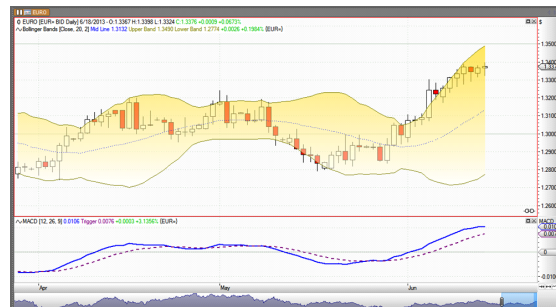 EURO
EURO [EUR= BID Daily] 6/18/2013 - O:1.3367 H:1.3398 L:1.3324 C:1.3376 +0.0009 +0.0673%
Bollinger Bands (Close, 20, 2) Mid Line 1.3132 Upper Band 1.3490 Lower Band 1.2774 +0.0026 +0.1984% (EUR=)
$
1.3500
1.3400
1.3300
1.3200
1.3100
1.3000
1.2900
1.2800
1.2700
1.2600
MACD [12, 26, 9] 0.0106 Trigger 0.0076 +0.0003 +3.1356% (EUR=)
MACD
0
-0.010
Apr
May
Jun